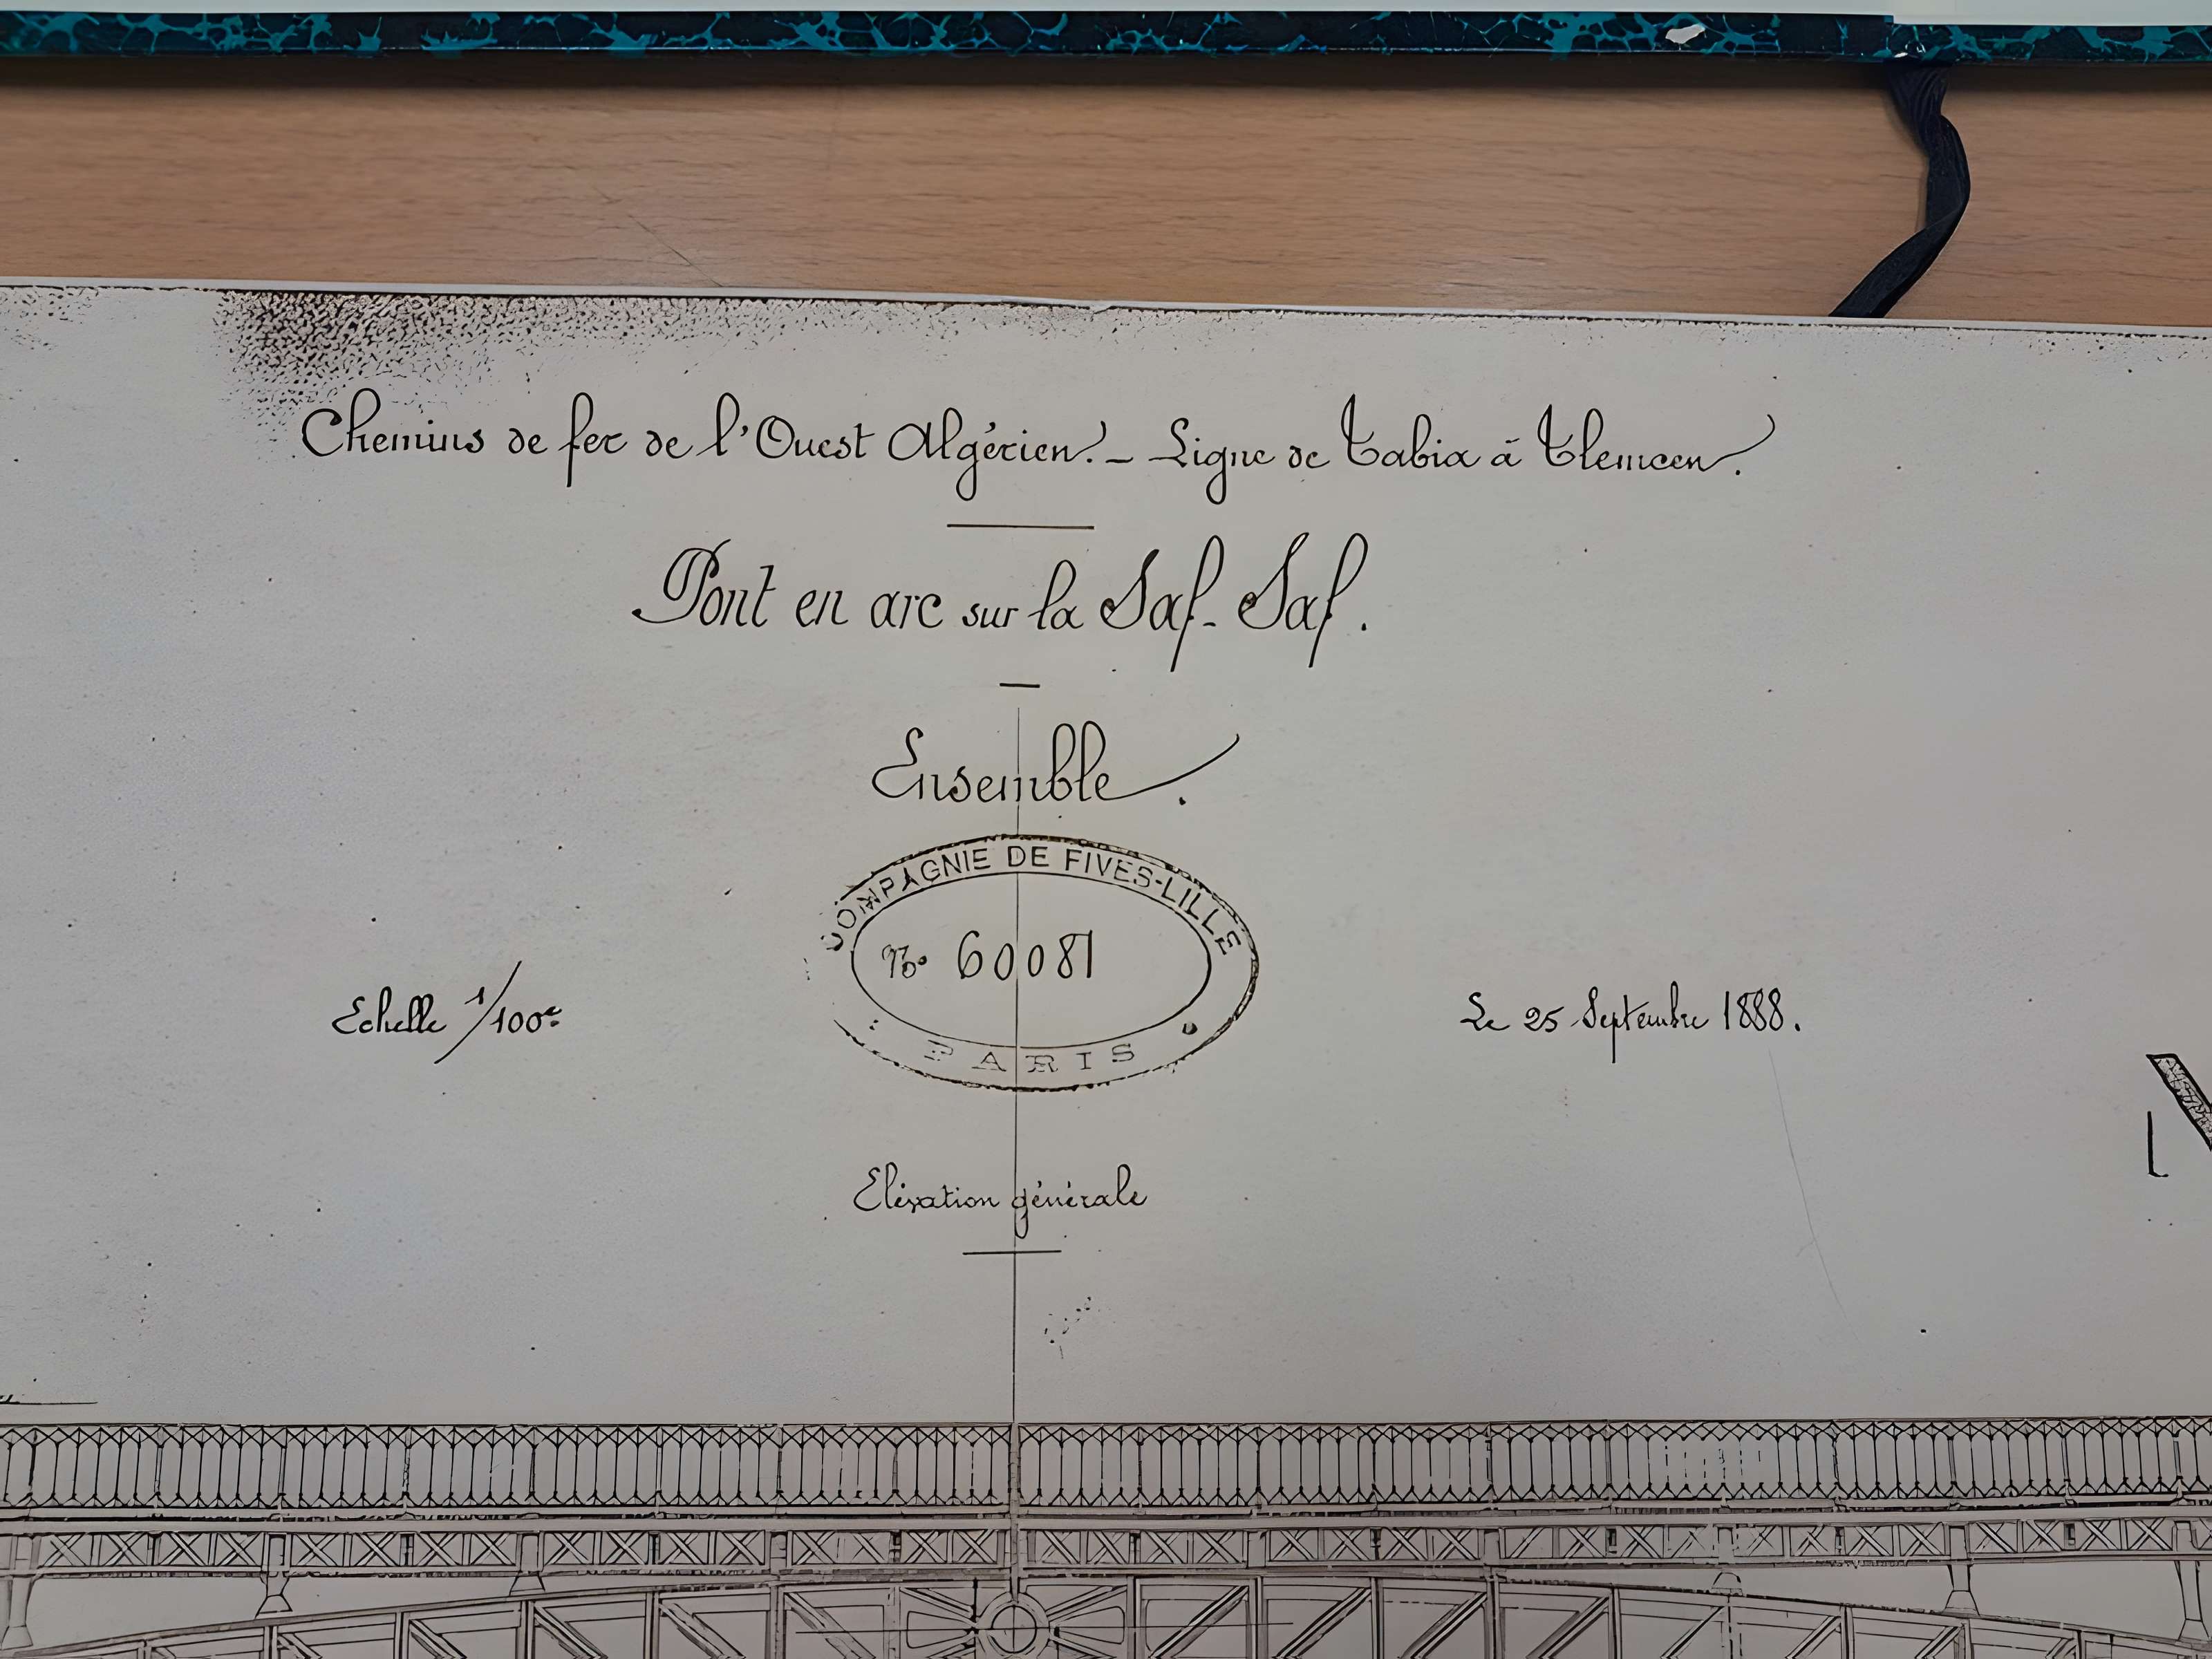 Chemins de fer de l'Ouest Algérien. - Ligne de Tabia à Tlemcen.
Pont en arc sur la Saf-Saf.
Ensemble.
COMPAGNIE DE FIVES-LILLE
No 60081
PARIS
Echelle 1/100e
Le 25 Septembre 1888.
Elévation générale